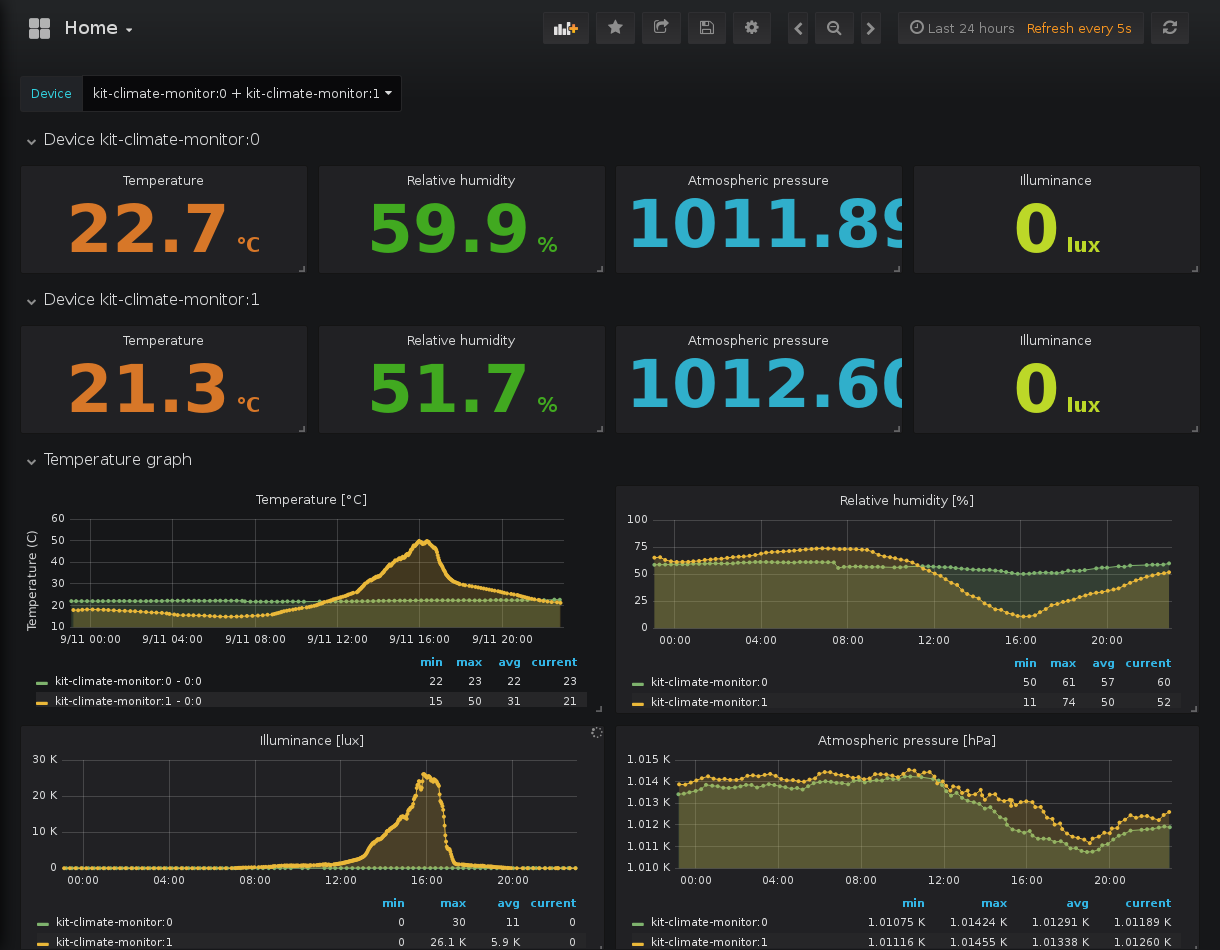 Home
Last 24 hours Refresh every 5s
Device kit-climate-monitor:0 + kit-climate-monitor:1
Device kit-climate-monitor:0
Temperature Relative humidity Atmospheric pressure Illuminance
22.7 °C 59.9 % 1011.89 0 lux
Device kit-climate-monitor:1
Temperature Relative humidity Atmospheric pressure Illuminance
21.3 °C 51.7 % 1012.60 0 lux
Temperature graph
Temperature [°C]
Temperature (C)
60
50
40
30
20
10
9/11 00:00 9/11 04:00 9/11 08:00 9/11 12:00 9/11 16:00 9/11 20:00
min max avg current
kit-climate-monitor:0 - 0:0 22 23 22 23
kit-climate-monitor:1 - 0:0 15 50 31 21
Relative humidity [%]
100
75
50
25
0
00:00 04:00 08:00 12:00 16:00 20:00
min max avg current
kit-climate-monitor:0 50 61 57 60
kit-climate-monitor:1 11 74 50 52
Illuminance [lux]
30 K
20 K
10 K
0
00:00 04:00 08:00 12:00 16:00 20:00
min max avg current
kit-climate-monitor:0 0 30 11 0
kit-climate-monitor:1 0 26.1 K 5.9 K 0
Atmospheric pressure [hPa]
1.015 K
1.014 K
1.013 K
1.012 K
1.011 K
1.010 K
00:00 04:00 08:00 12:00 16:00 20:00
min max avg current
kit-climate-monitor:0 1.01075 K 1.01424 K 1.01291 K 1.01189 K
kit-climate-monitor:1 1.01116 K 1.01455 K 1.01338 K 1.01260 K